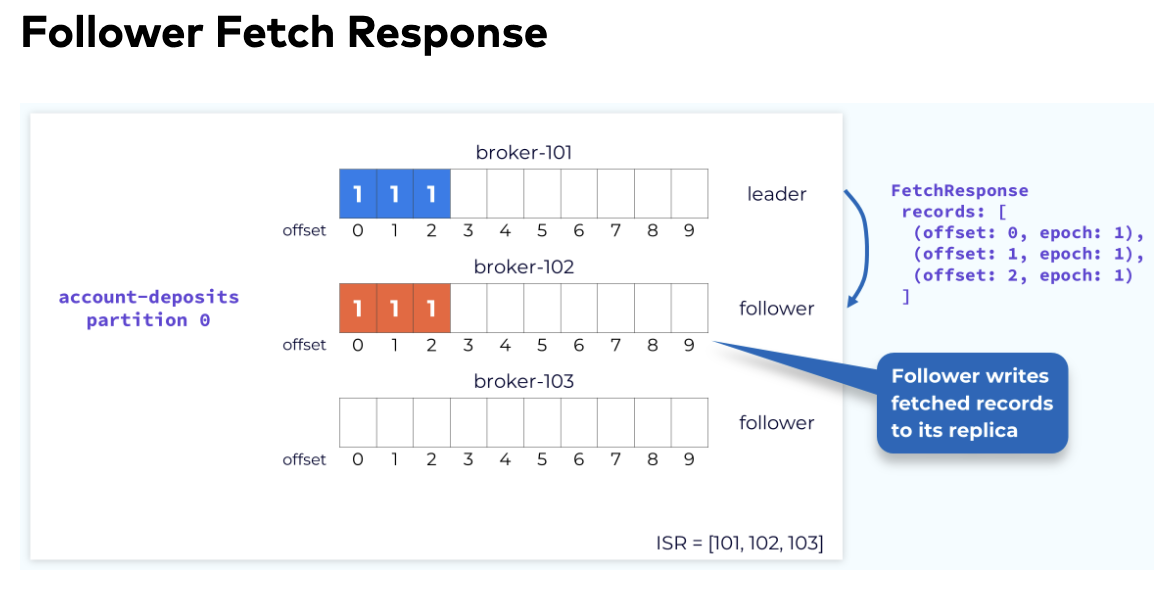 Follower Fetch Response
broker-101
1 1 1
leader
offset 0 1 2 3 4 5 6 7 8 9
FetchResponse
records: [
(offset: 0, epoch: 1),
(offset: 1, epoch: 1),
(offset: 2, epoch: 1)
]
account-deposits
partition 0
broker-102
1 1 1
follower
offset 0 1 2 3 4 5 6 7 8 9
Follower writes
fetched records
to its replica
broker-103
follower
offset 0 1 2 3 4 5 6 7 8 9
ISR = [101, 102, 103]